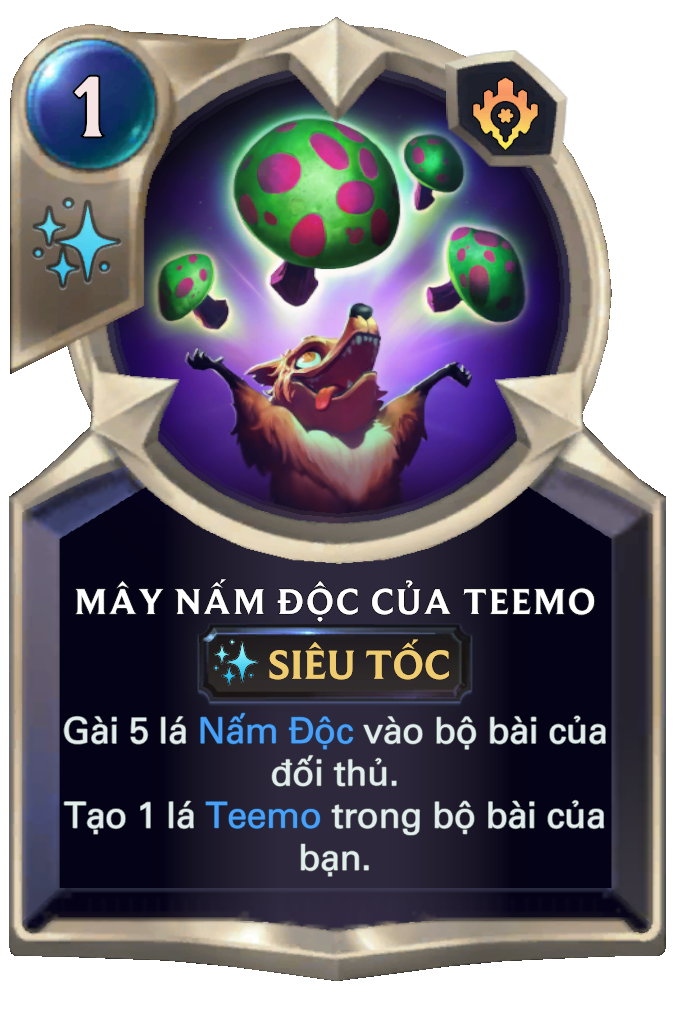 1
MÂY NẤM ĐỘC CỦA TEEMO
SIÊU TỐC
Gài 5 lá Nấm Độc vào bộ bài của
đối thủ.
Tạo 1 lá Teemo trong bộ bài của
bạn.